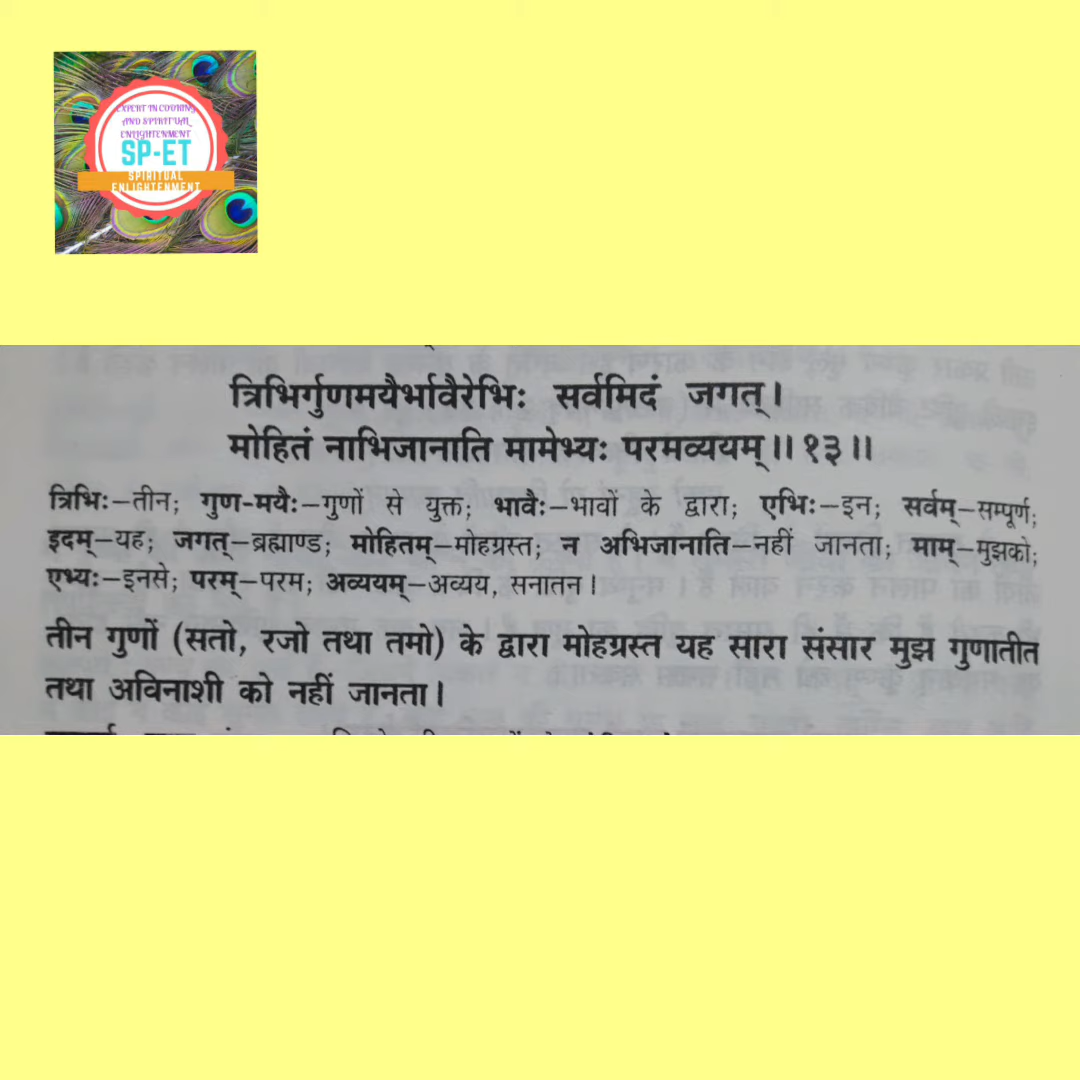 EXPERT IN COOKING
AND SPIRITUAL
ENLIGHTENMENT
SP-ET
SPIRITUAL
ENLIGHTENMENT
त्रिभिर्गुणमयैर्भावैरेभिः सर्वमिदं जगत्।
मोहितं नाभिजानाति मामेभ्यः परमव्ययम्॥ १३॥
त्रिभिः—तीन; गुण-मयैः—गुणों से युक्त; भावैः—भावों के द्वारा; एभिः—इन; सर्वम्—सम्पूर्ण;
इदम्—यह; जगत्—ब्रह्माण्ड; मोहितम्—मोहग्रस्त; न अभिजानाति—नहीं जानता; माम्—मुझको;
एभ्यः—इनसे; परम्—परम; अव्ययम्—अव्यय, सनातन।
तीन गुणों (सतो, रजो तथा तमो) के द्वारा मोहग्रस्त यह सारा संसार मुझ गुणातीत
तथा अविनाशी को नहीं जानता।